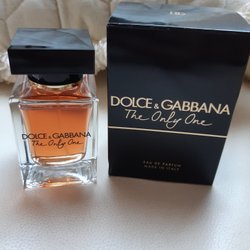 DOLCE & GABBANA
The Only One
DOLCE & GABBANA
The Only One
EAU DE PARFUM
MADE IN ITALY